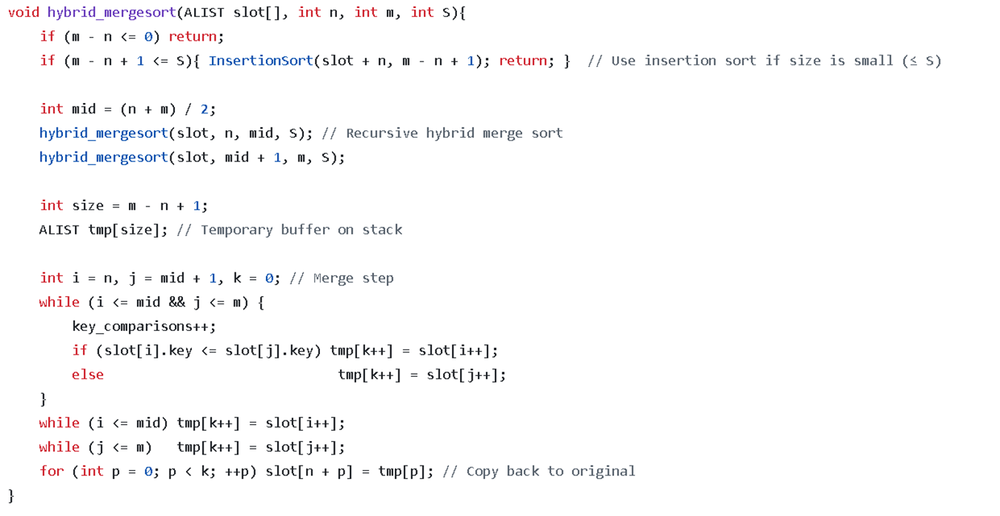 void hybrid_mergesort(ALIST slot[], int n, int m, int S){
    if (m - n <= 0) return;
    if (m - n + 1 <= S){ InsertionSort(slot + n, m - n + 1); return; }  // Use insertion sort if size is small (≤ S)

    int mid = (n + m) / 2;
    hybrid_mergesort(slot, n, mid, S); // Recursive hybrid merge sort
    hybrid_mergesort(slot, mid + 1, m, S);

    int size = m - n + 1;
    ALIST tmp[size]; // Temporary buffer on stack

    int i = n, j = mid + 1, k = 0; // Merge step
    while (i <= mid && j <= m) {
        key_comparisons++;
        if (slot[i].key <= slot[j].key) tmp[k++] = slot[i++];
        else                             tmp[k++] = slot[j++];
    }
    while (i <= mid) tmp[k++] = slot[i++];
    while (j <= m)   tmp[k++] = slot[j++];
    for (int p = 0; p < k; ++p) slot[n + p] = tmp[p]; // Copy back to original
}